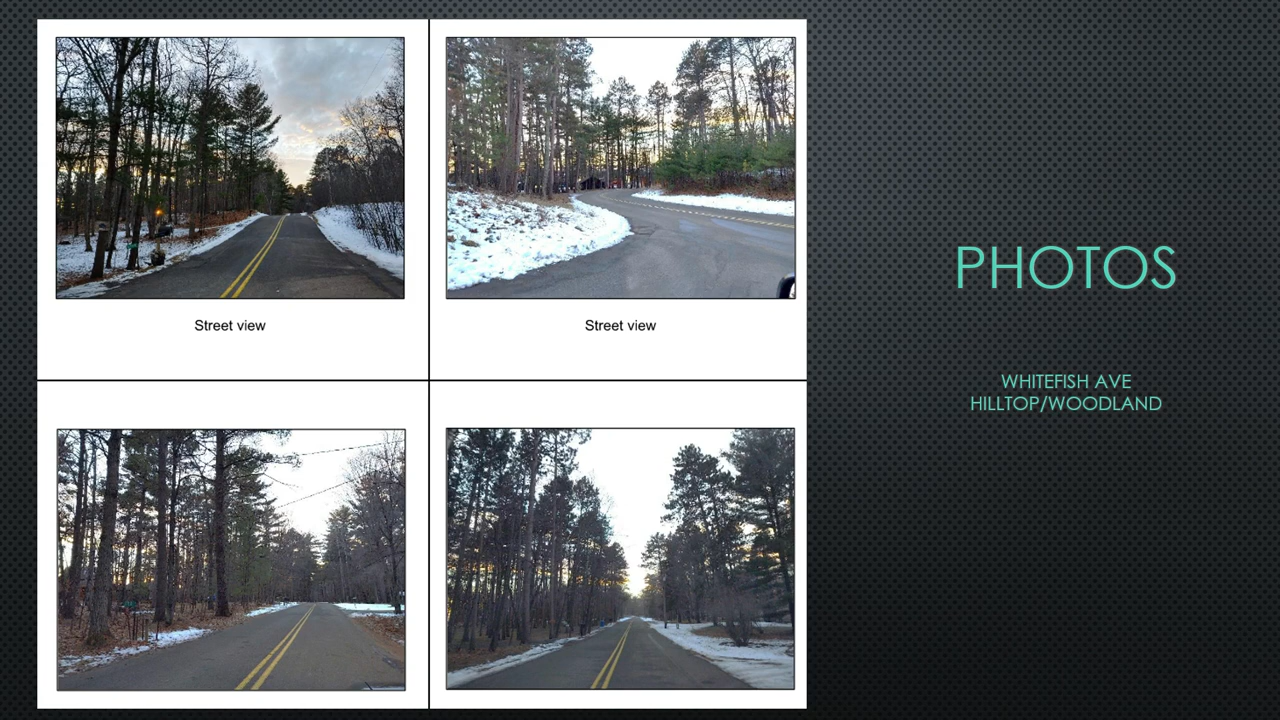 Street view
Street view
PHOTOS
WHITEFISH AVE
HILLTOP/WOODLAND